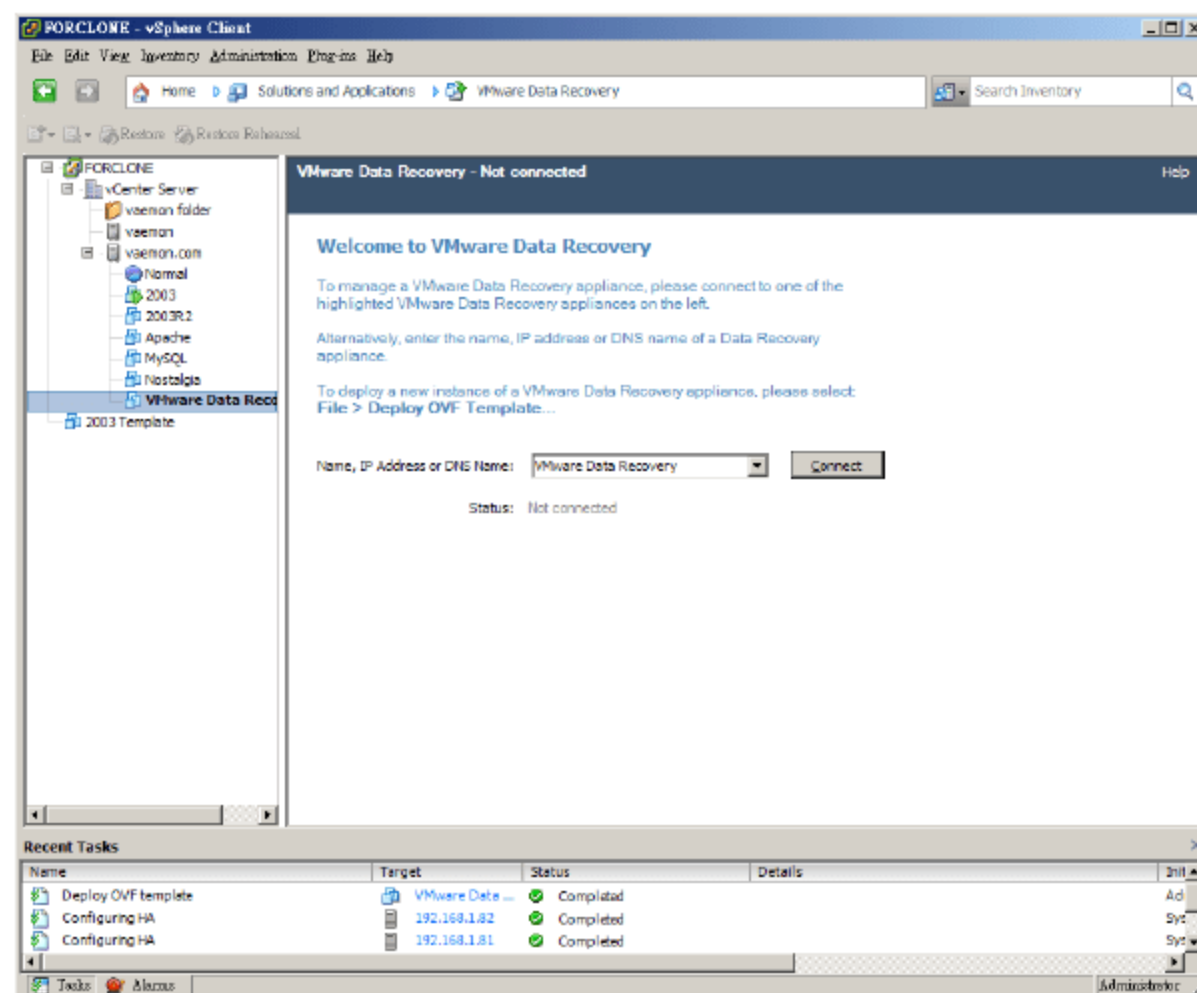 FORCLONE - vSphere Client
File Edit View Inventory Administration Plug-ins Help
Home Solutions and Applications VMware Data Recovery Search Inventory
Restore Restore Rehearsal
FORCLONE
vCenter Server
vaemon folder
vaemon
vaemon.com
Normal
2003
2003R2
Apache
MySQL
Nostalgia
VMware Data Reco
2003 Template
VMware Data Recovery - Not connected Help
Welcome to VMware Data Recovery
To manage a VMware Data Recovery appliance, please connect to one of the
highlighted VMware Data Recovery appliances on the left.
Alternatively, enter the name, IP address or DNS name of a Data Recovery
appliance.
To deploy a new instance of a VMware Data Recovery appliance, please select:
File > Deploy OVF Template...
Name, IP Address or DNS Name: VMware Data Recovery Connect
Status: Not connected
Recent Tasks
Name Target Status Details Init
Deploy OVF template VMware Data ... Completed Ad
Configuring HA 192.168.1.82 Completed Sys
Configuring HA 192.168.1.81 Completed Sys
Tasks Alarms Administrator